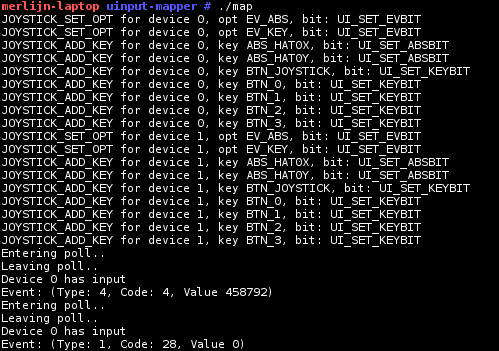 merlijn-laptop uinput-mapper # ./map
JOYSTICK_SET_OPT for device 0, opt EV_ABS, bit: UI_SET_EVBIT
JOYSTICK_SET_OPT for device 0, opt EV_KEY, bit: UI_SET_EVBIT
JOYSTICK_ADD_KEY for device 0, key ABS_HAT0X, bit: UI_SET_ABSBIT
JOYSTICK_ADD_KEY for device 0, key ABS_HAT0Y, bit: UI_SET_ABSBIT
JOYSTICK_ADD_KEY for device 0, key BTN_JOYSTICK, bit: UI_SET_KEYBIT
JOYSTICK_ADD_KEY for device 0, key BTN_0, bit: UI_SET_KEYBIT
JOYSTICK_ADD_KEY for device 0, key BTN_1, bit: UI_SET_KEYBIT
JOYSTICK_ADD_KEY for device 0, key BTN_2, bit: UI_SET_KEYBIT
JOYSTICK_ADD_KEY for device 0, key BTN_3, bit: UI_SET_KEYBIT
JOYSTICK_SET_OPT for device 1, opt EV_ABS, bit: UI_SET_EVBIT
JOYSTICK_SET_OPT for device 1, opt EV_KEY, bit: UI_SET_EVBIT
JOYSTICK_ADD_KEY for device 1, key ABS_HAT0X, bit: UI_SET_ABSBIT
JOYSTICK_ADD_KEY for device 1, key ABS_HAT0Y, bit: UI_SET_ABSBIT
JOYSTICK_ADD_KEY for device 1, key BTN_JOYSTICK, bit: UI_SET_KEYBIT
JOYSTICK_ADD_KEY for device 1, key BTN_0, bit: UI_SET_KEYBIT
JOYSTICK_ADD_KEY for device 1, key BTN_1, bit: UI_SET_KEYBIT
JOYSTICK_ADD_KEY for device 1, key BTN_2, bit: UI_SET_KEYBIT
JOYSTICK_ADD_KEY for device 1, key BTN_3, bit: UI_SET_KEYBIT
Entering poll..
Leaving poll..
Device 0 has input
Event: (Type: 4, Code: 4, Value 458792)
Entering poll..
Leaving poll..
Device 0 has input
Event: (Type: 1, Code: 28, Value 0)